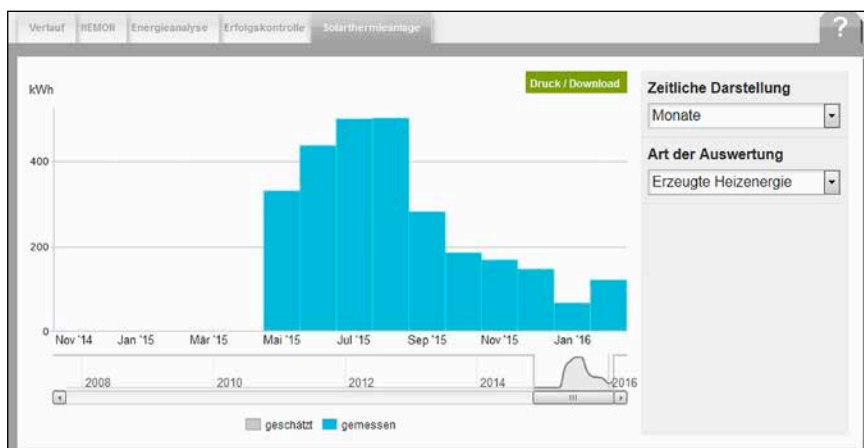 Verlauf HEMON Energieanalyse Erfolgskontrolle Solarthermieanlage ?
Druck / Download
kWh
400
200
0
Nov '14 Jan '15 Mär '15 Mai '15 Jul '15 Sep '15 Nov '15 Jan '16
2008 2010 2012 2014 2016
geschätzt gemessen
Zeitliche Darstellung
Monate
Art der Auswertung
Erzeugte Heizenergie